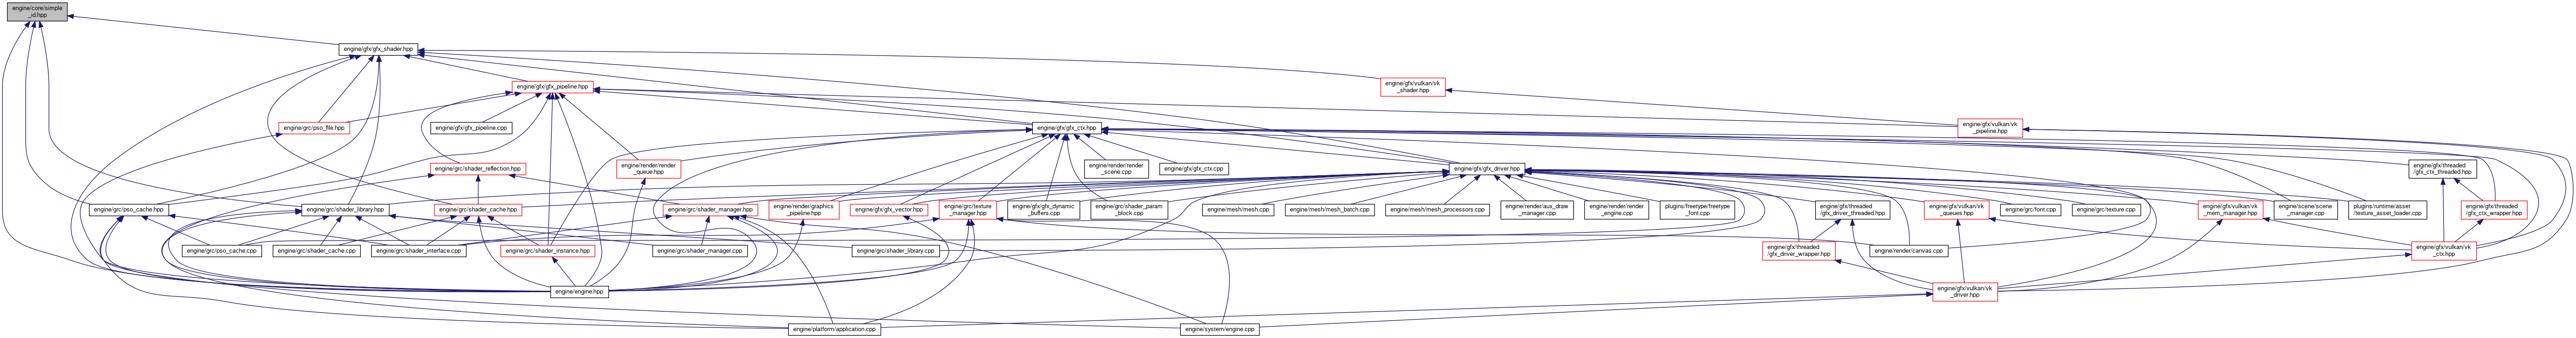 engine/core/simple
_id.hpp
engine/gfx/gfx_shader.hpp
engine/gfx/gfx_pipeline.hpp
engine/gfx/vulkan/vk
_shader.hpp
engine/grc/pso_file.hpp
engine/gfx/gfx_pipeline.cpp
engine/gfx/gfx_ctx.hpp
engine/gfx/vulkan/vk
_pipeline.hpp
engine/grc/shader_reflection.hpp
engine/render/render
_queue.hpp
engine/render/render
_scene.cpp
engine/gfx/gfx_ctx.cpp
engine/gfx/gfx_driver.hpp
engine/gfx/threaded
/gfx_ctx_threaded.hpp
engine/grc/pso_cache.hpp
engine/grc/shader_library.hpp
engine/grc/shader_cache.hpp
engine/grc/shader_manager.hpp
engine/render/graphics
_pipeline.hpp
engine/gfx/gfx_vector.hpp
engine/grc/texture
_manager.hpp
engine/gfx/gfx_dynamic
_buffers.cpp
engine/grc/shader_param
_block.cpp
engine/mesh/mesh.cpp
engine/mesh/mesh_batch.cpp
engine/mesh/mesh_processors.cpp
engine/render/aux_draw
_manager.cpp
engine/render/render
_engine.cpp
plugins/freetype/freetype
_font.cpp
engine/gfx/threaded
/gfx_driver_threaded.hpp
engine/gfx/vulkan/vk
_queues.hpp
engine/grc/font.cpp
engine/grc/texture.cpp
engine/gfx/vulkan/vk
_mem_manager.hpp
engine/scene/scene
_manager.cpp
plugins/runtime/asset
/texture_asset_loader.cpp
engine/gfx/threaded
/gfx_ctx_wrapper.hpp
engine/grc/pso_cache.cpp
engine/grc/shader_cache.cpp
engine/grc/shader_interface.cpp
engine/grc/shader_instance.hpp
engine/grc/shader_manager.cpp
engine/grc/shader_library.cpp
engine/gfx/threaded
/gfx_driver_wrapper.hpp
engine/render/canvas.cpp
engine/gfx/vulkan/vk
_ctx.hpp
engine/engine.hpp
engine/gfx/vulkan/vk
_driver.hpp
engine/platform/application.cpp
engine/system/engine.cpp